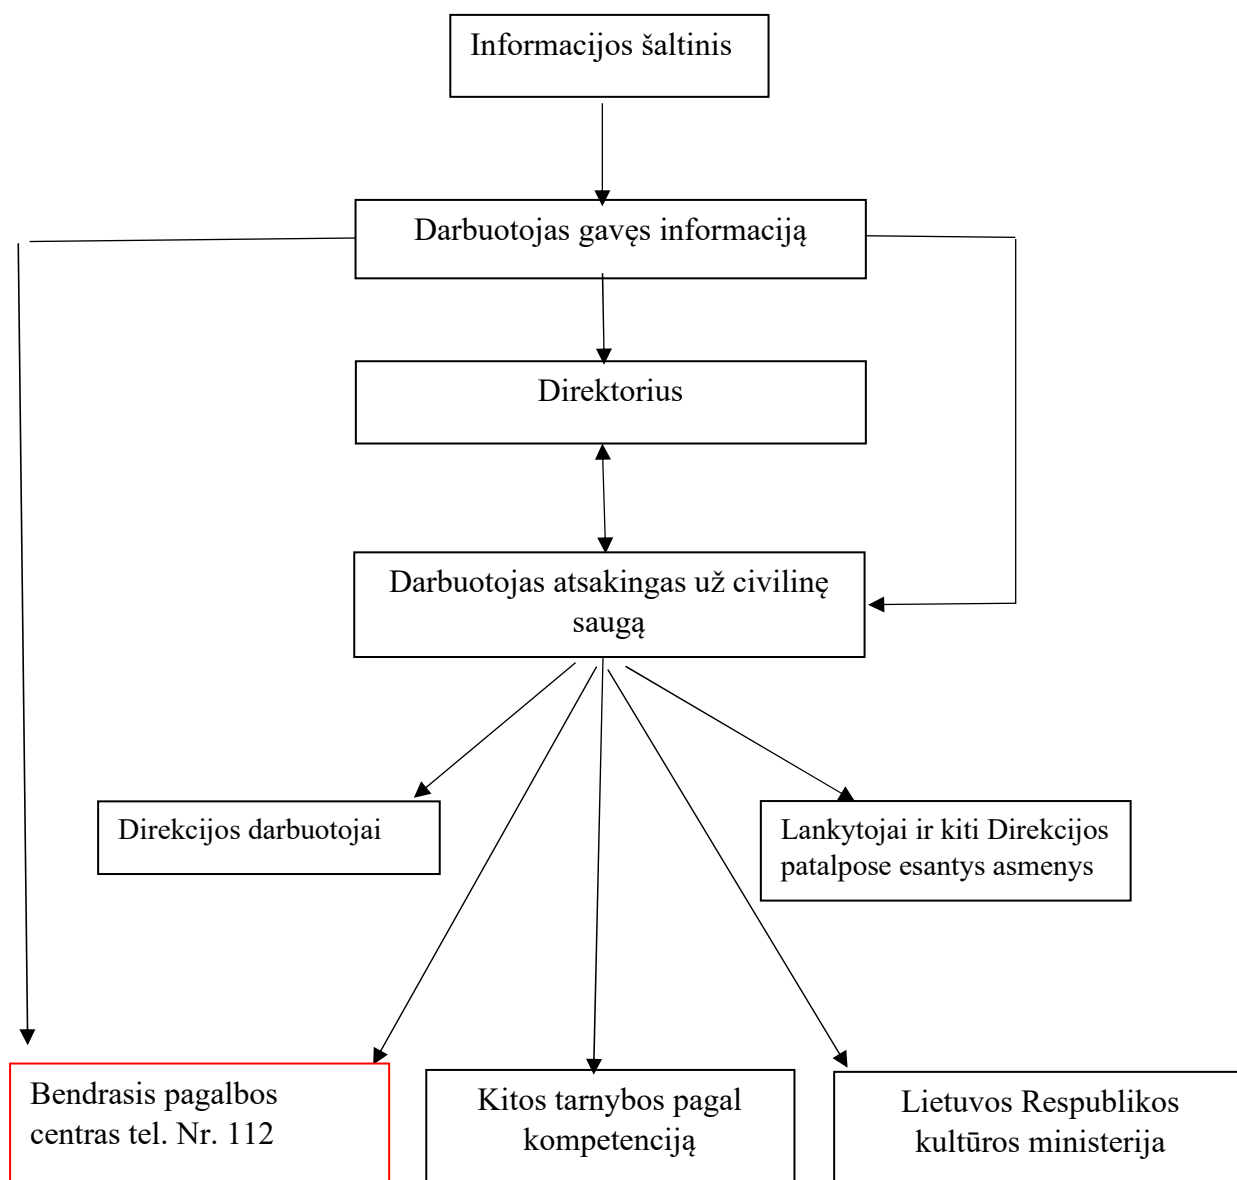 Informacijos šaltinis
Darbuotojas gavęs informaciją
Direktorius
Darbuotojas atsakingas už civilinę
saugą
Direkcijos darbuotojai
Lankytojai ir kiti Direkcijos
patalpose esantys asmenys
Bendrasis pagalbos
centras tel. Nr. 112
Kitos tarnybos pagal
kompetenciją
Lietuvos Respublikos
kultūros ministerija